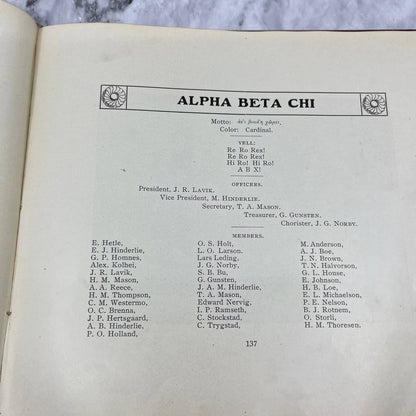 ALPHA BETA CHI
Motto:
Color: Cardinal.
YELL:
Re Ro Rex!
Re Ro Rex!
Hi Ro! Hi Ro!
A B X!
OFFICERS.
President, J. R. LAVIK.
Vice President, M. HINDERLIE.
Secretary, T. A. MASON.
Treasurer, G. GUNSTEN.
Chorister, J. G. NORBY.
MEMBERS.
E. Hetle, O. S. Holt, M. Anderson,
E. J. Hinderlie, L. O. Larson. A. J. Boe,
G. P. Homnes, Lars Leding, J. N. Brown,
Alex. Kolhei, J. G. Norby, T. N. Halvorson,
J. R. Lavik, S. B. Bu, G. L. House,
H. M. Mason, G. Gunsten, E. Johnson,
A. A. Reece, J. A. M. Hinderlie, H. B. Loe,
H. M. Thompson, T. A. Mason, E. L. Michaelson,
C. M. Westermo, Edward Nervig, P. E. Nelson,
O. C. Brenna, I. P. Ramseth, B. J. Rotnem,
J. P. Hertsgaard, C. Stockstad, O. Storli,
A. B. Hinderlie, C. Trygstad, H. M. Thoresen.
P. O. Holland,
137